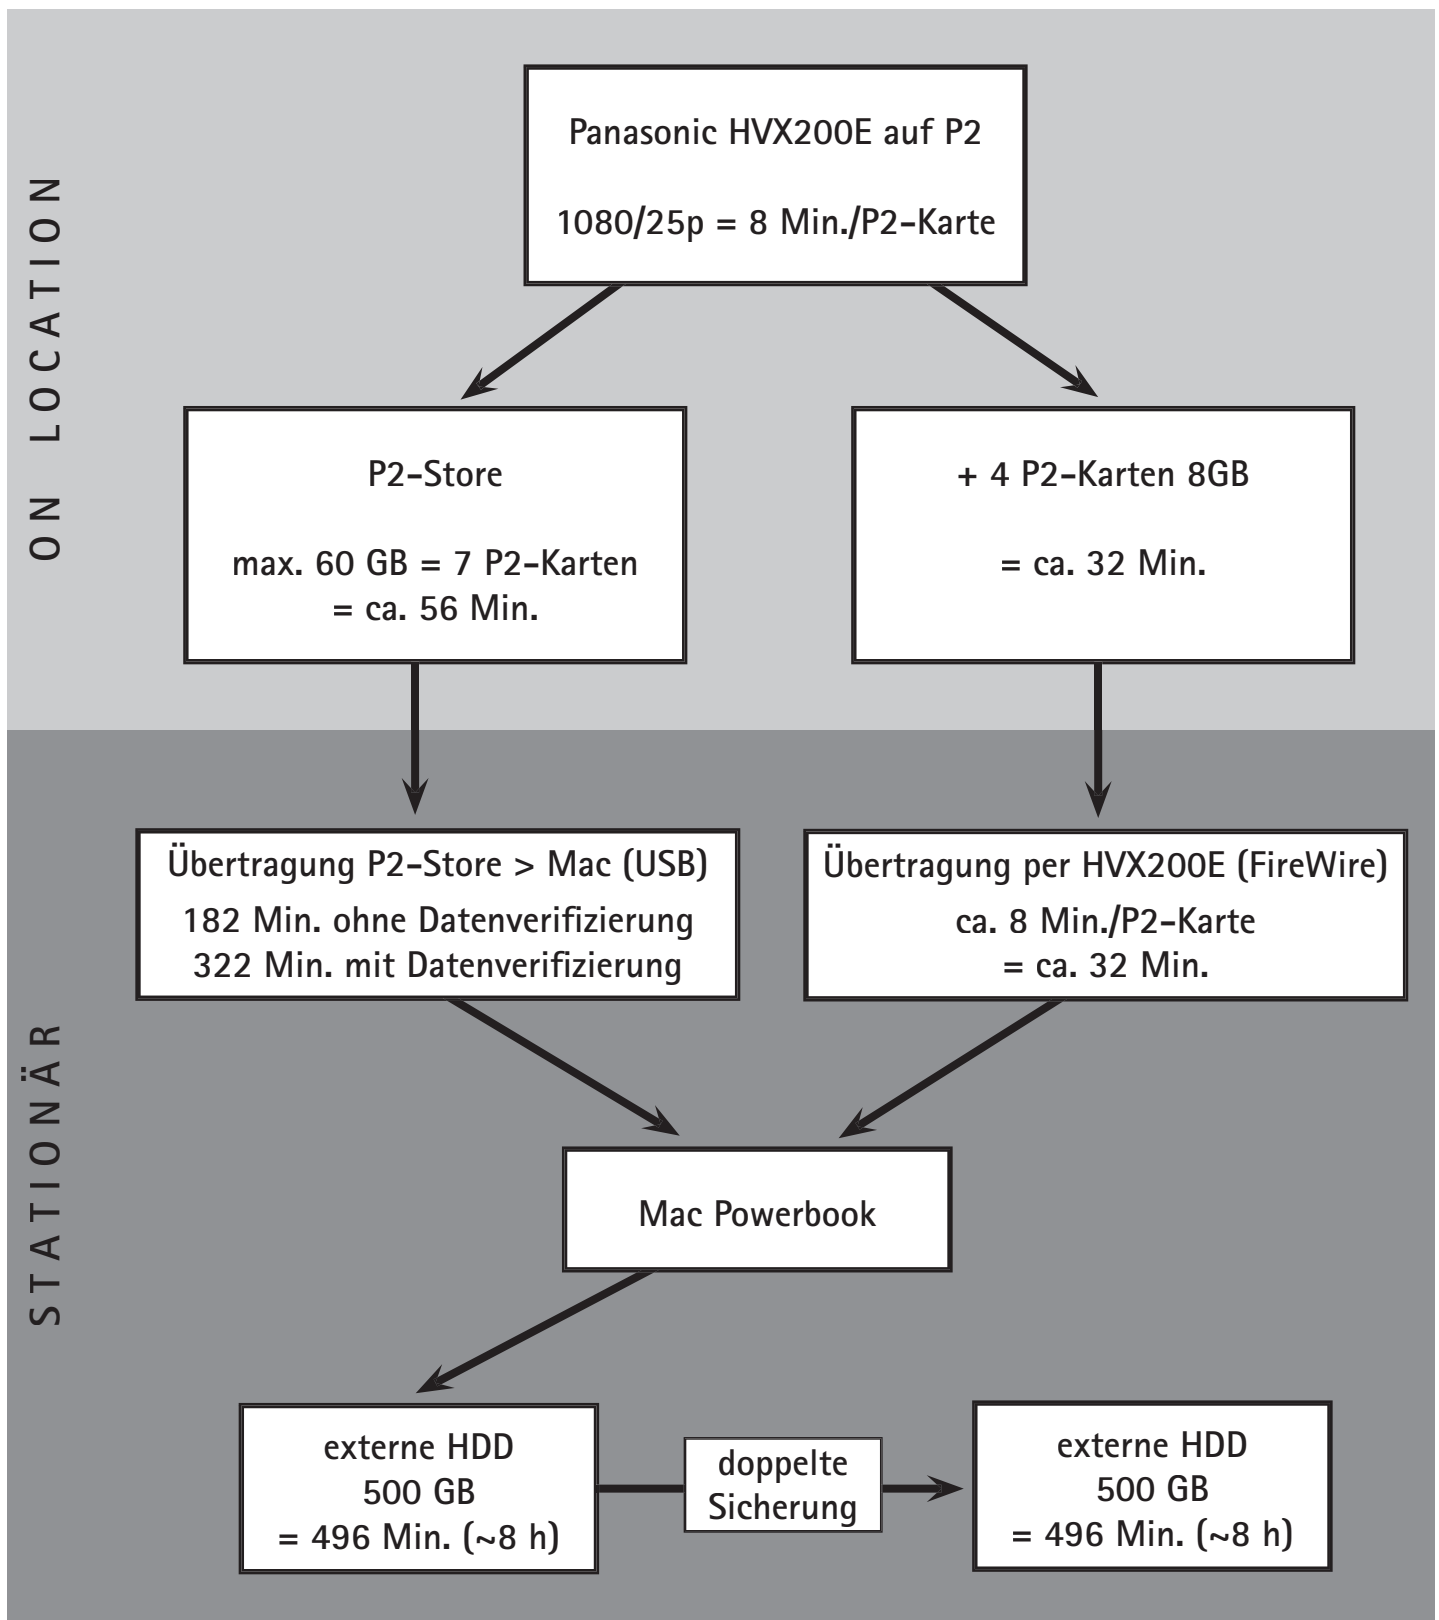 ON LOCATION
Panasonic HVX200E auf P2
1080/25p = 8 Min./P2-Karte
P2-Store
max. 60 GB = 7 P2-Karten
= ca. 56 Min.
+ 4 P2-Karten 8GB
= ca. 32 Min.
STATIONÄR
Übertragung P2-Store > Mac (USB)
182 Min. ohne Datenverifizierung
322 Min. mit Datenverifizierung
Übertragung per HVX200E (FireWire)
ca. 8 Min./P2-Karte
= ca. 32 Min.
Mac Powerbook
externe HDD
500 GB
= 496 Min. (~8 h)
doppelte
Sicherung
externe HDD
500 GB
= 496 Min. (~8 h)